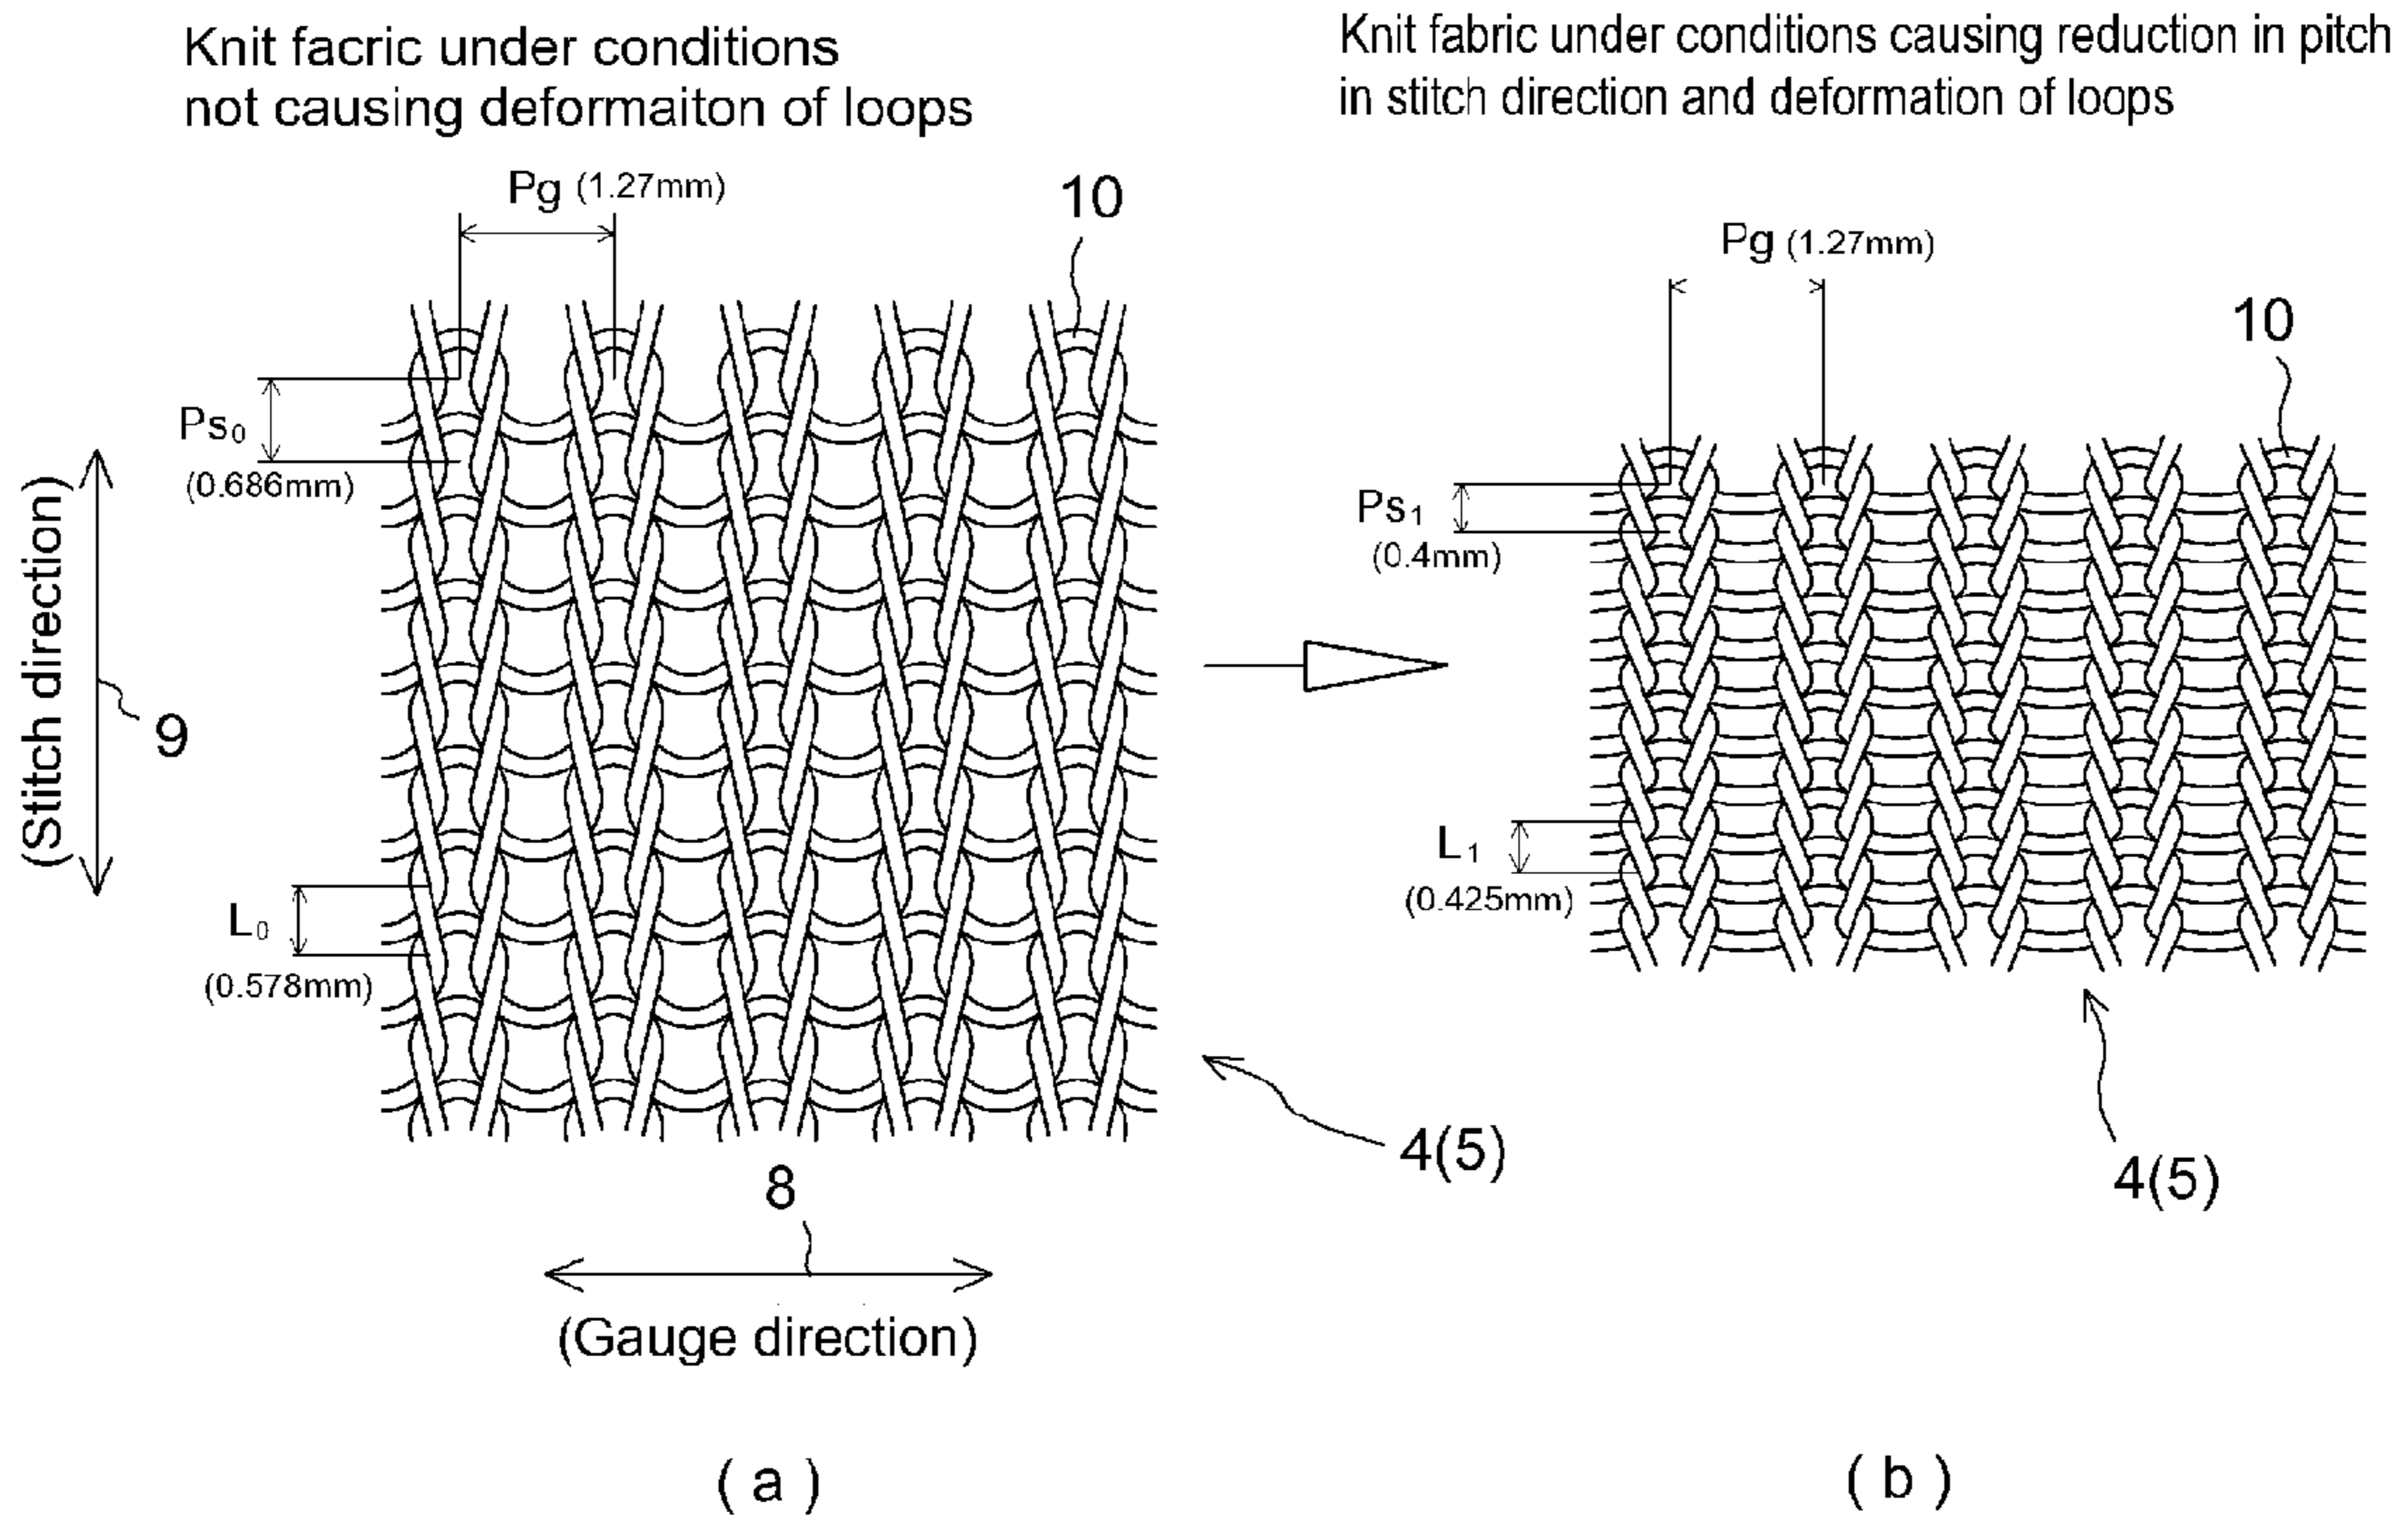 Knit facric under conditions
not causing deformaiton of loops
Pg (1.27mm)
10
Ps0
(0.686mm)
(Stitch direction)
9
L0
(0.578mm)
4(5)
8
(Gauge direction)
( a )
Knit fabric under conditions causing reduction in pitch
in stitch direction and deformation of loops
Pg (1.27mm)
10
Ps1
(0.4mm)
L1
(0.425mm)
4(5)
( b )